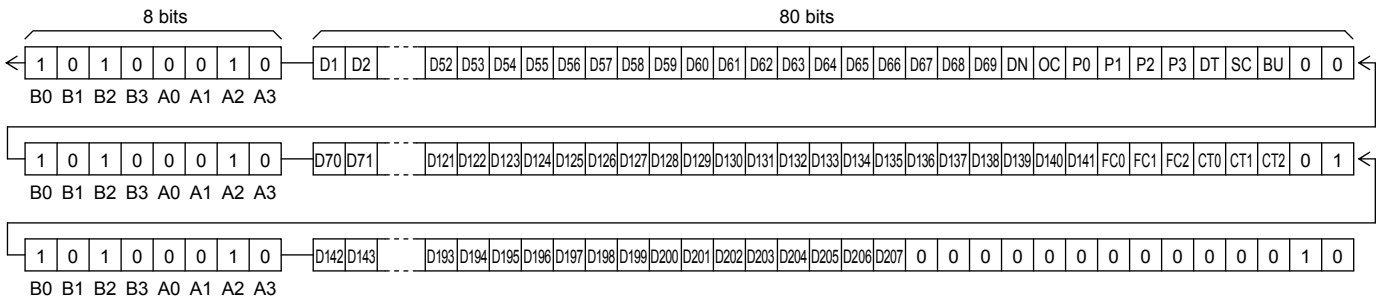 8 bits 80 bits
1 0 1 0 0 0 1 0 D1 D2 D52 D53 D54 D55 D56 D57 D58 D59 D60 D61 D62 D63 D64 D65 D66 D67 D68 D69 DN OC P0 P1 P2 P3 DT SC BU 0 0
B0 B1 B2 B3 A0 A1 A2 A3
1 0 1 0 0 0 1 0 D70 D71 D121 D122 D123 D124 D125 D126 D127 D128 D129 D130 D131 D132 D133 D134 D135 D136 D137 D138 D139 D140 D141 FC0 FC1 FC2 CT0 CT1 CT2 0 1
B0 B1 B2 B3 A0 A1 A2 A3
1 0 1 0 0 0 1 0 D142 D143 D193 D194 D195 D196 D197 D198 D199 D200 D201 D202 D203 D204 D205 D206 D207 0 0 0 0 0 0 0 0 0 0 0 0 1 0
B0 B1 B2 B3 A0 A1 A2 A3